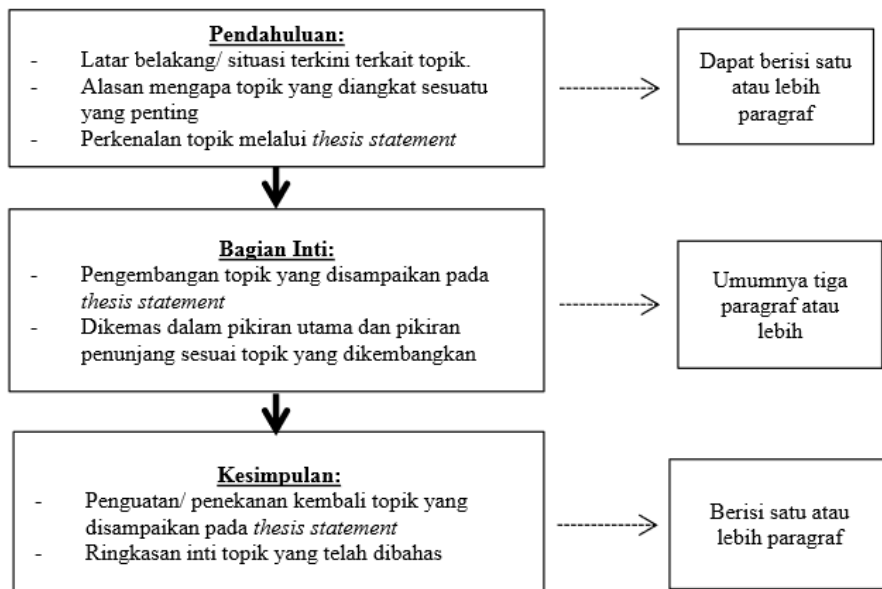 Pendahuluan:
- Latar belakang/ situasi terkini terkait topik.
- Alasan mengapa topik yang diangkat sesuatu
yang penting
- Perkenalan topik melalui thesis statement
Dapat berisi satu
atau lebih
paragraf
Bagian Inti:
- Pengembangan topik yang disampaikan pada
thesis statement
- Dikemas dalam pikiran utama dan pikiran
penunjang sesuai topik yang dikembangkan
Umumnya tiga
paragraf atau
lebih
Kesimpulan:
- Penguatan/ penekanan kembali topik yang
disampaikan pada thesis statement
- Ringkasan inti topik yang telah dibahas
Berisi satu atau
lebih paragraf